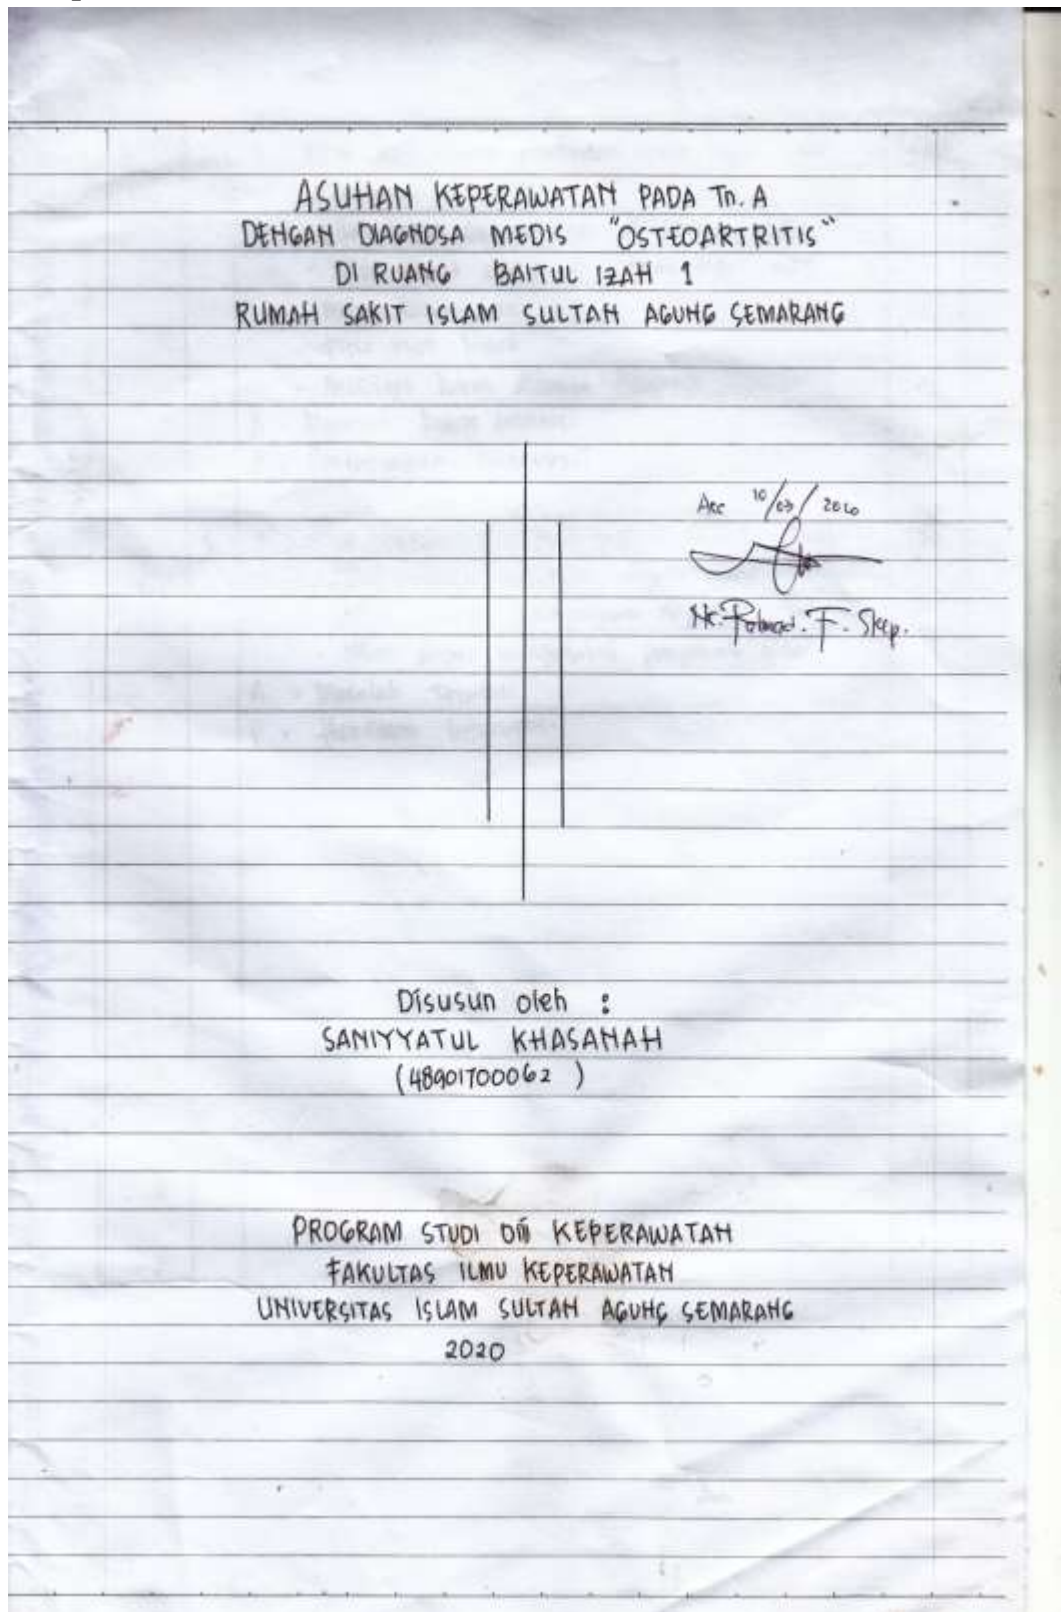 ASUHAN KEPERAWATAN PADA Tn. A
DENGAN DIAGNOSA MEDIS "OSTEOARTRITIS"
DI RUANG BAITUL IZAH 1
RUMAH SAKIT ISLAM SULTAN AGUNG SEMARANG
Acc 10/03/2020
F. Skep.
Disusun oleh :
SANIYYATUL KHASANAH
(48901700062)
PROGRAM STUDI DIII KEPERAWATAN
FAKULTAS ILMU KEPERAWATAN
UNIVERSITAS ISLAM SULTAN AGUNG SEMARANG
2020